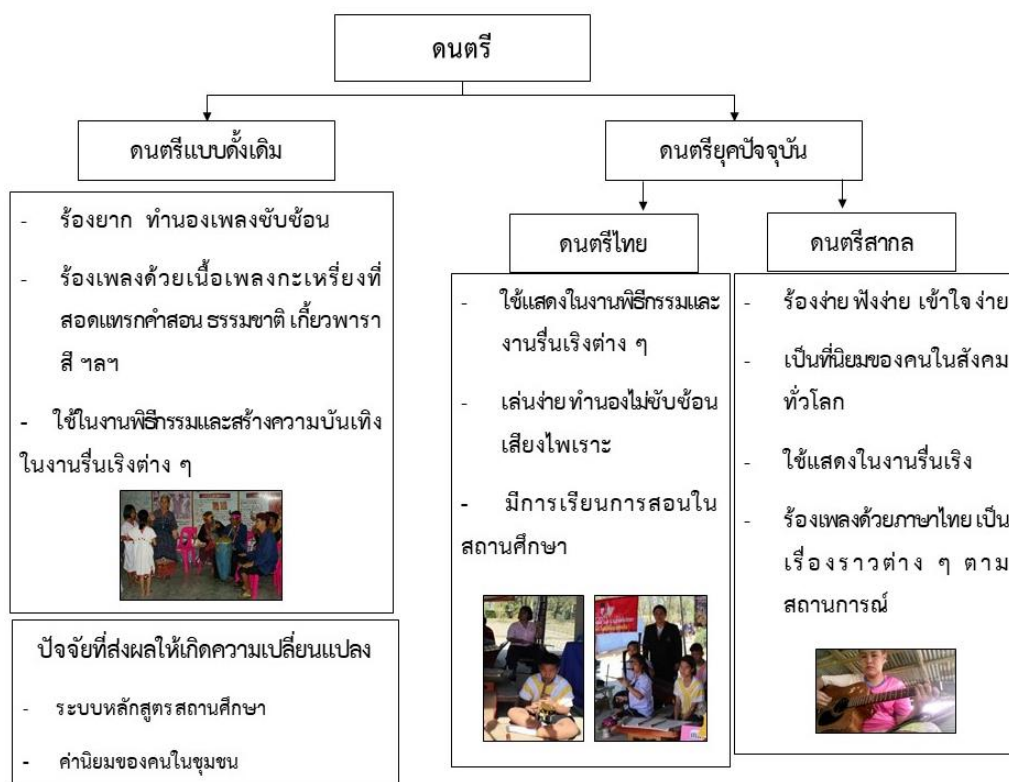 ดนตรี
ดนตรีแบบดั้งเดิม
ดนตรียุคปัจจุบัน
- ร้องยาก ทำนองเพลงซับซ้อน
- ร้องเพลงด้วยเนื้อเพลงกะเหรี่ยงที่
สอดแทรกคำสอน ธรรมชาติ เกี้ยวพารา
สี ฯลฯ
- ใช้ในงานพิธีกรรมและสร้างความบันเทิง
ในงานรื่นเริงต่าง ๆ
ปัจจัยที่ส่งผลให้เกิดความเปลี่ยนแปลง
- ระบบหลักสูตร สถานศึกษา
- ค่านิยมของคนในชุมชน
ดนตรีไทย
- ใช้แสดงในงานพิธีกรรมและ
งานรื่นเริงต่าง ๆ
- เล่นง่าย ทำนองไม่ซับซ้อน
เสียงไพเราะ
- มีการเรียนการสอนใน
สถานศึกษา
ดนตรีสากล
- ร้องง่าย ฟังง่าย เข้าใจ ง่าย
- เป็นที่นิยมของคนในสังคม
ทั่วโลก
- ใช้แสดงในงานรื่นเริง
- ร้องเพลงด้วยภาษาไทย เป็น
เรื่องราวต่าง ๆ ตาม
สถานการณ์